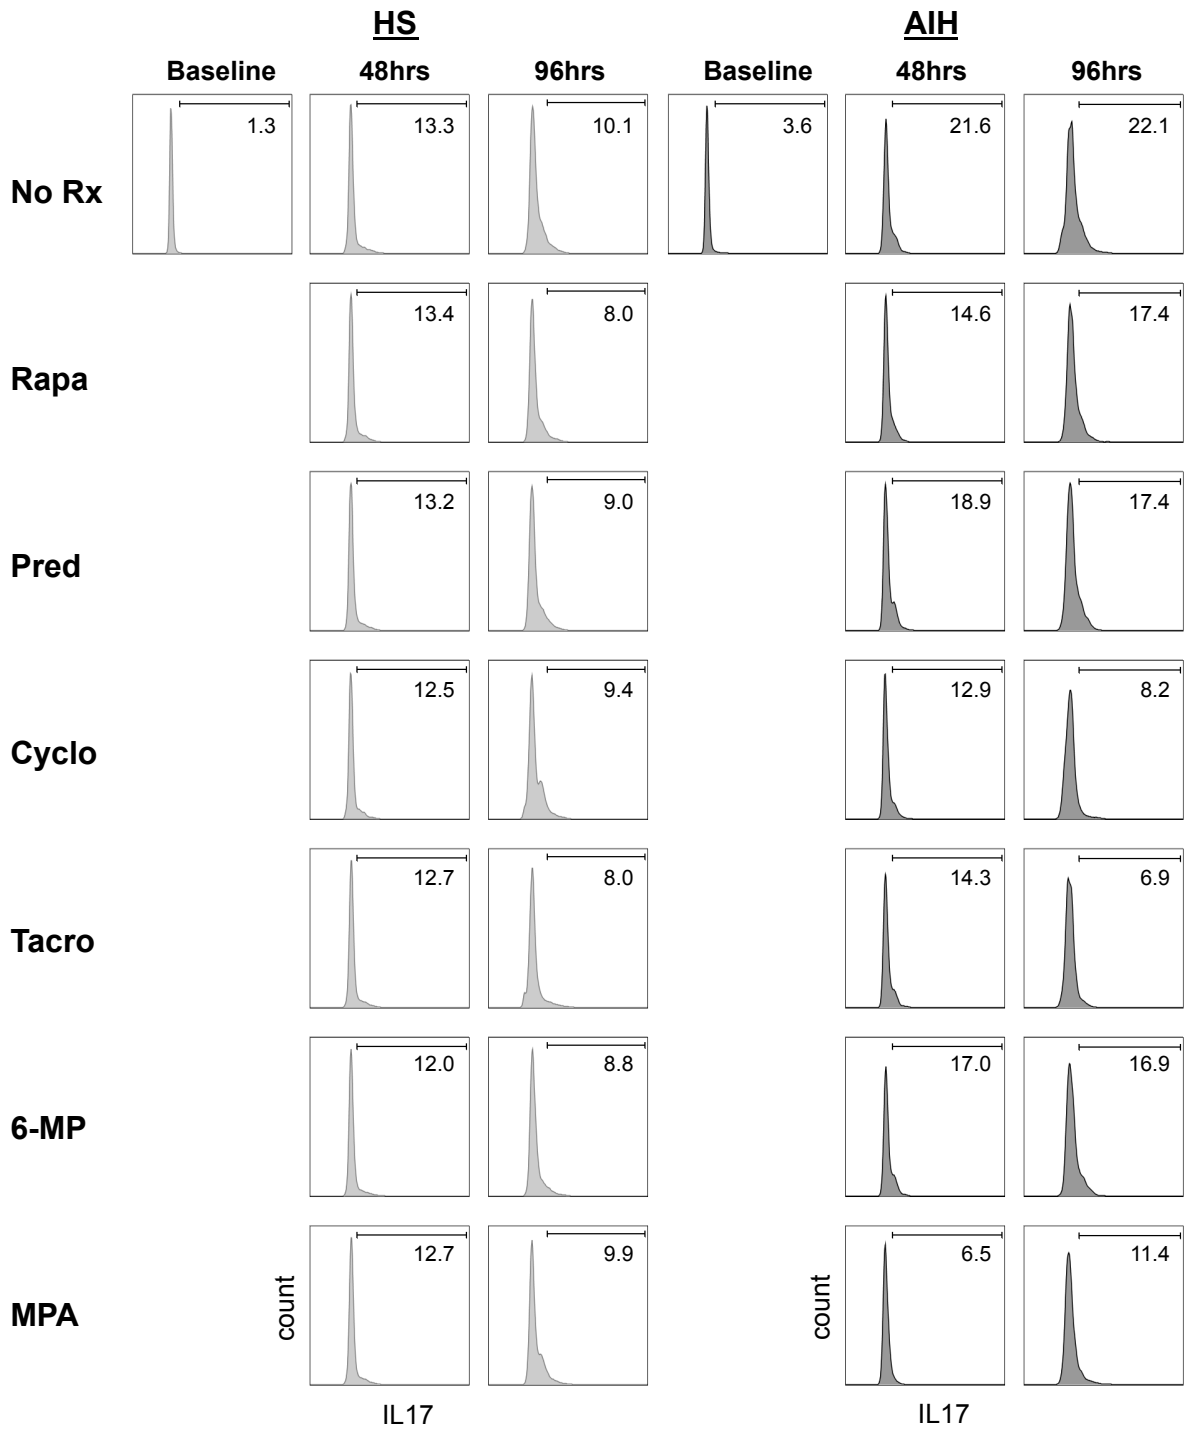 HS AIH
Baseline 48hrs 96hrs Baseline 48hrs 96hrs
No Rx 1.3 13.3 10.1 3.6 21.6 22.1
Rapa 13.4 8.0 14.6 17.4
Pred 13.2 9.0 18.9 17.4
Cyclo 12.5 9.4 12.9 8.2
Tacro 12.7 8.0 14.3 6.9
6-MP 12.0 8.8 17.0 16.9
MPA count 12.7 9.9 count 6.5 11.4
IL17 IL17